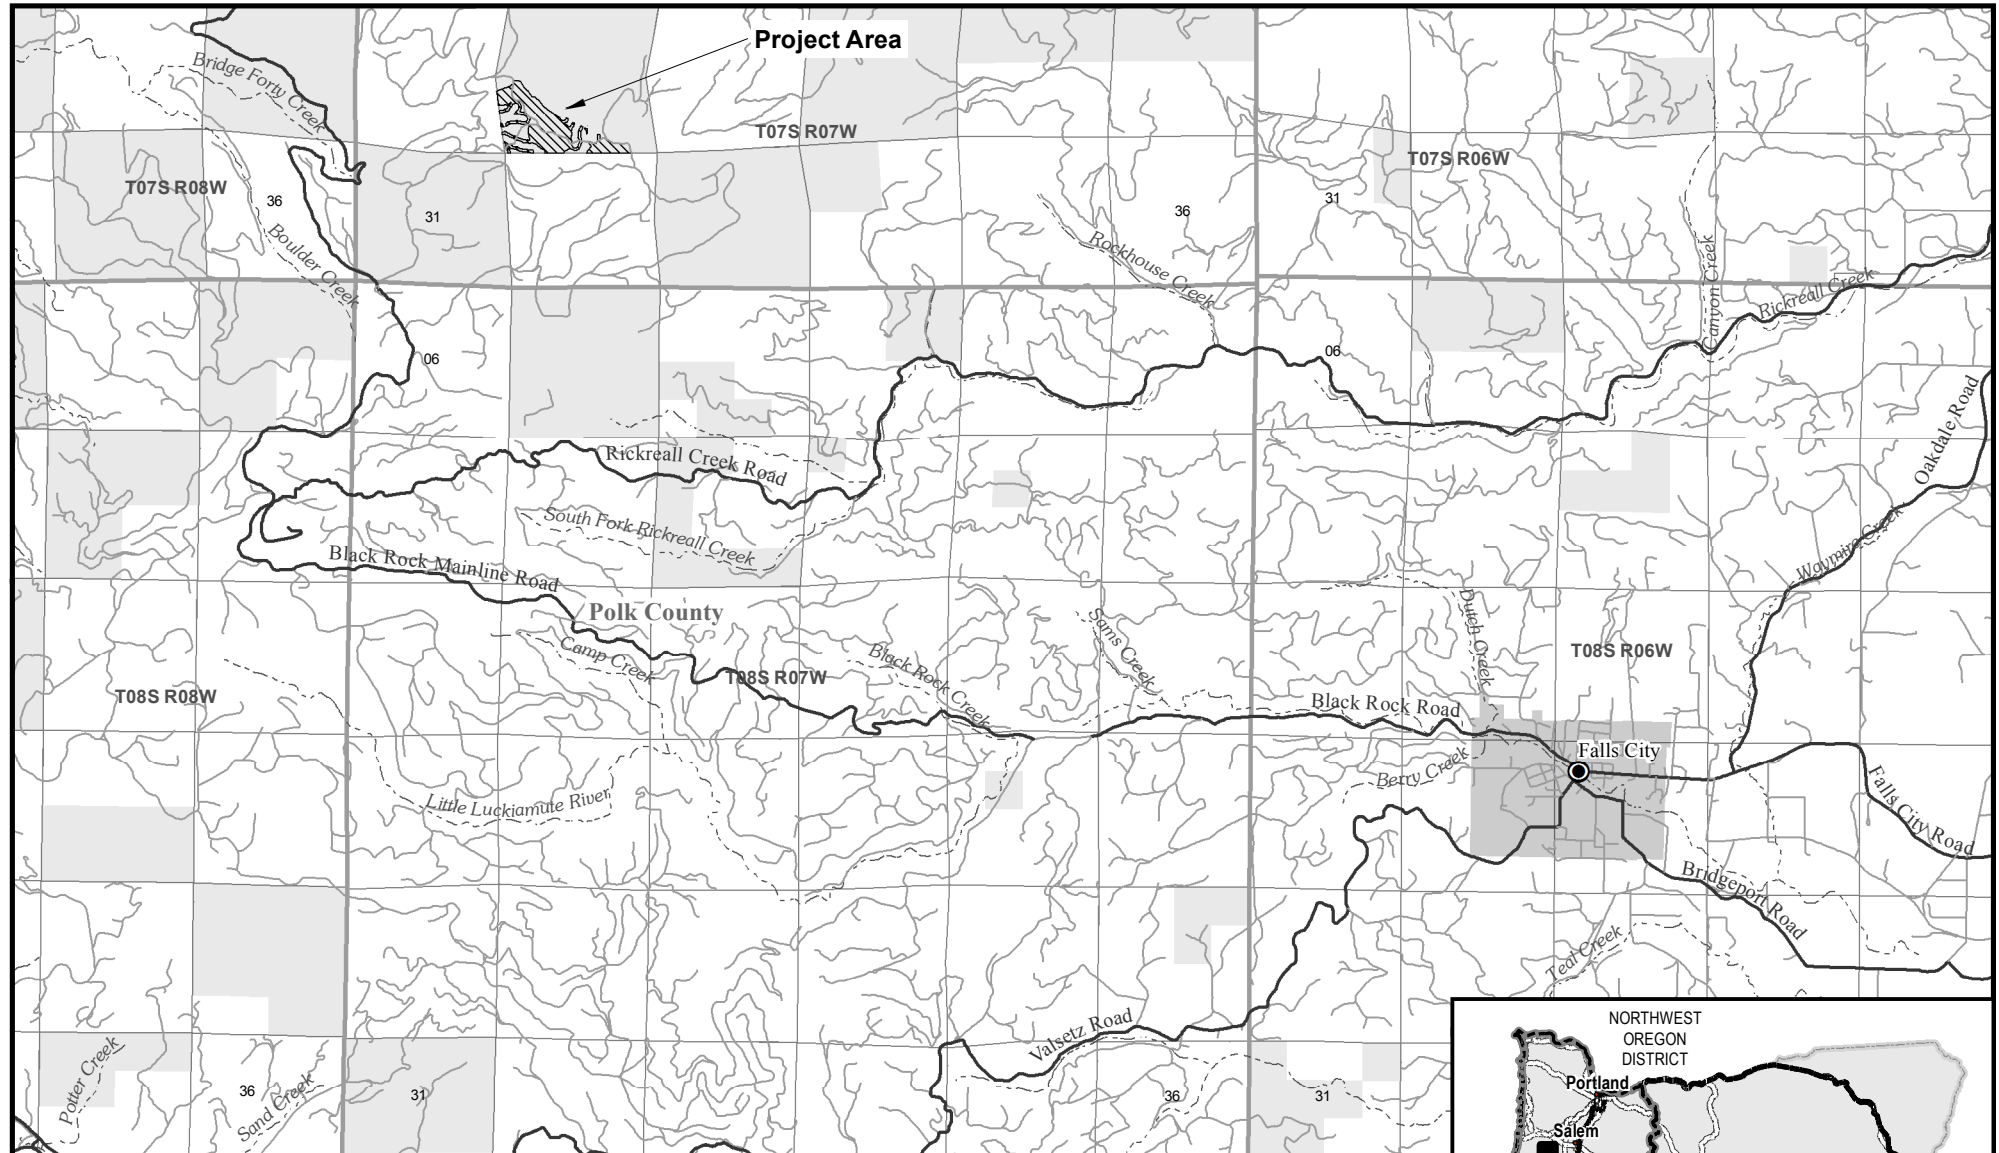 Project Area
Bridge Forty Creek
T07S R07W
T07S R06W
T07S R08W
36
31
36
31
Boulder Creek
Rockhouse Creek
Canyon Creek
Rickreall Creek
06
06
Oakdale Road
Rickreall Creek Road
South Fork Rickreall Creek
Black Rock Mainline Road
Waymire Creek
Polk County
Dutch Creek
Sams Creek
Camp Creek
Black Rock Creek
T08S R06W
T08S R08W
T08S R07W
Black Rock Road
Falls City
Berry Creek
Little Luckiamute River
Falls City Road
Bridgeport Road
Teal Creek
Valsetz Road
Potter Creek
36
Sand Creek
31
36
31
NORTHWEST
OREGON
DISTRICT
Portland
Salem